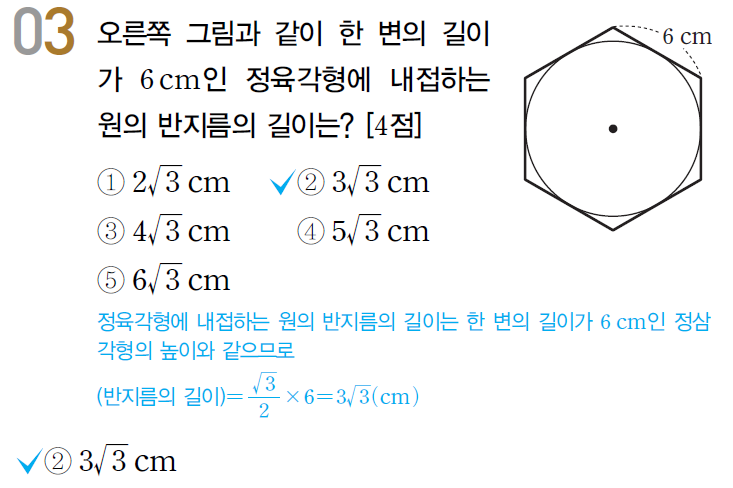 03
오른쪽 그림과 같이 한 변의 길이
가 6 cm인 정육각형에 내접하는
원의 반지름의 길이는? [4점]
6 cm
① 2√3 cm ✓② 3√3 cm
③ 4√3 cm ④ 5√3 cm
⑤ 6√3 cm
정육각형에 내접하는 원의 반지름의 길이는 한 변의 길이가 6 cm인 정삼
각형의 높이와 같으므로
(반지름의 길이)=√3/2×6=3√3(cm)
✓② 3√3 cm